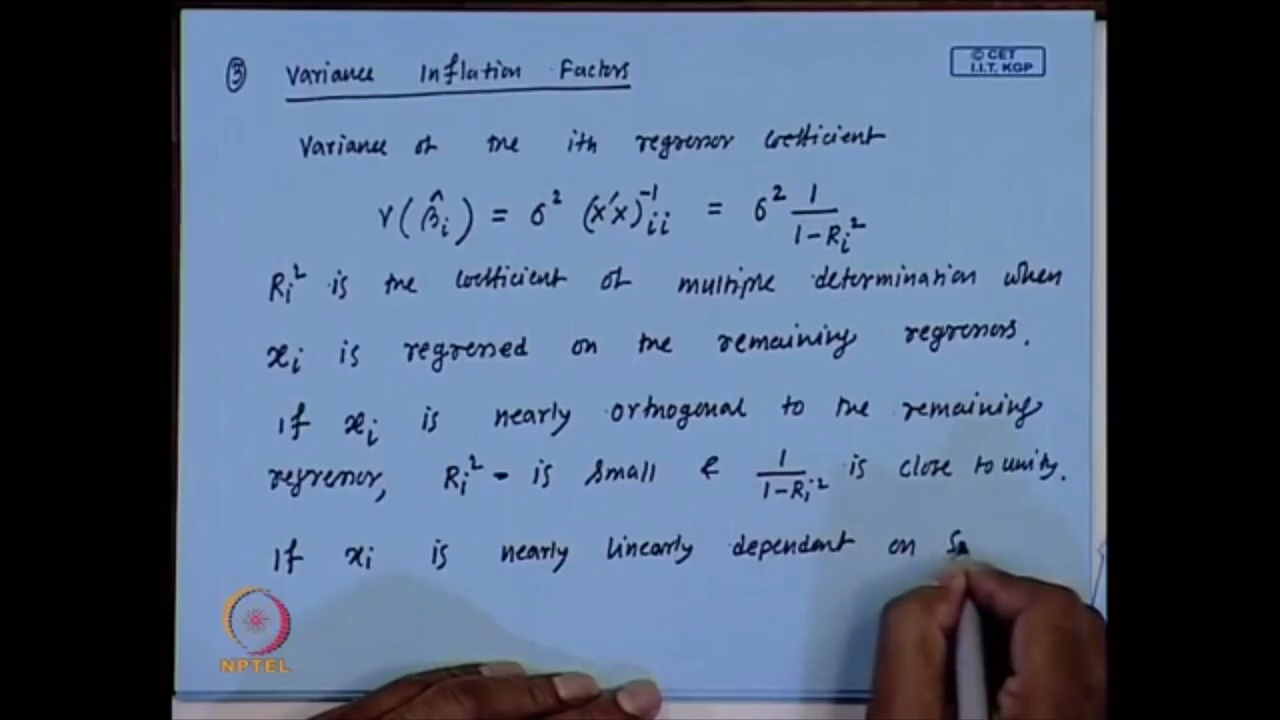 ③ Variance Inflation Factors
© CET
I.I.T. KGP
Variance of the ith regressor coefficient
V(β̂ᵢ) = σ² (X'X)⁻¹ᵢᵢ = σ² 1/(1-Rᵢ²)
Rᵢ² is the coefficient of multiple determination when
xᵢ is regressed on the remaining regressors.
If xᵢ is nearly orthogonal to the remaining
regressor, Rᵢ² - is small & 1/(1-Rᵢ²) is close to unity.
If xᵢ is nearly linearly dependent on
NPTEL